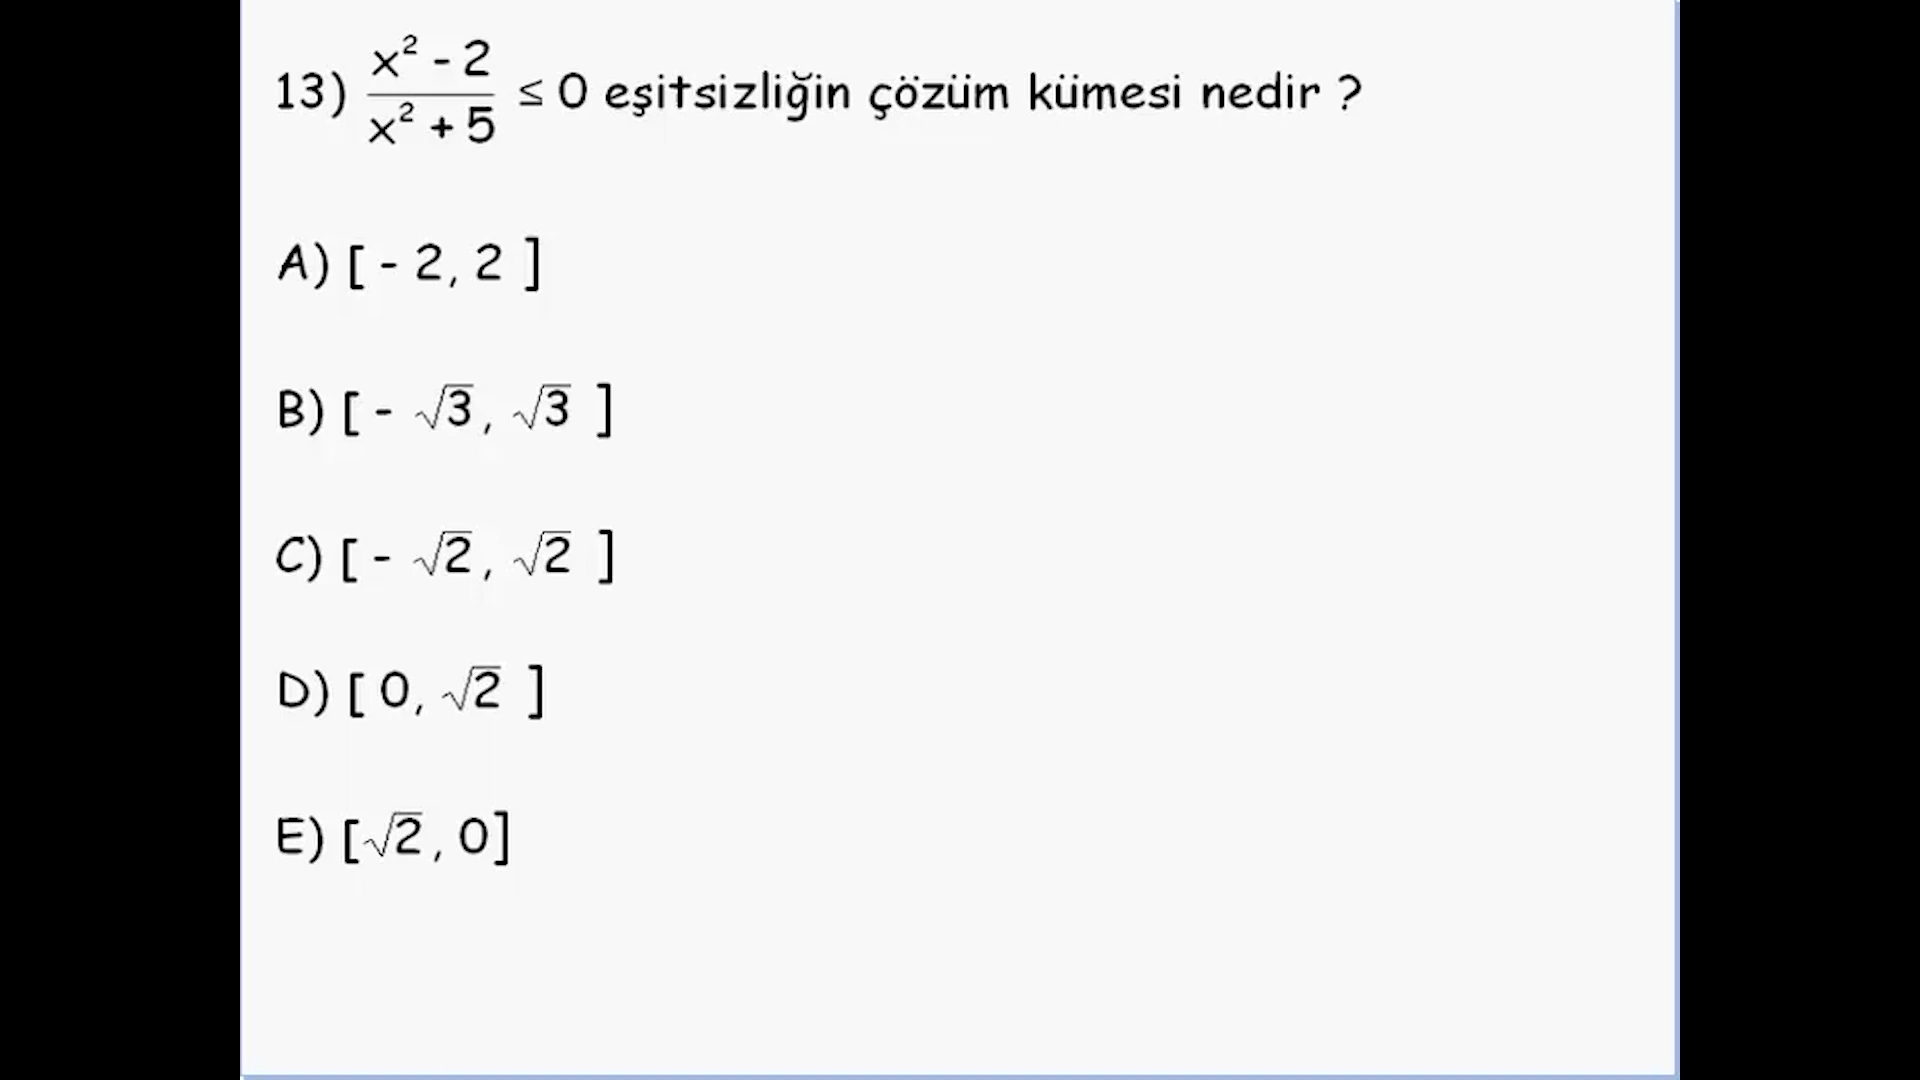 13) x² - 2 / x² + 5 ≤ 0 eşitsizliğin çözüm kümesi nedir ?
A) [ - 2, 2 ]
B) [ - √3, √3 ]
C) [ - √2, √2 ]
D) [ 0, √2 ]
E) [√2, 0]